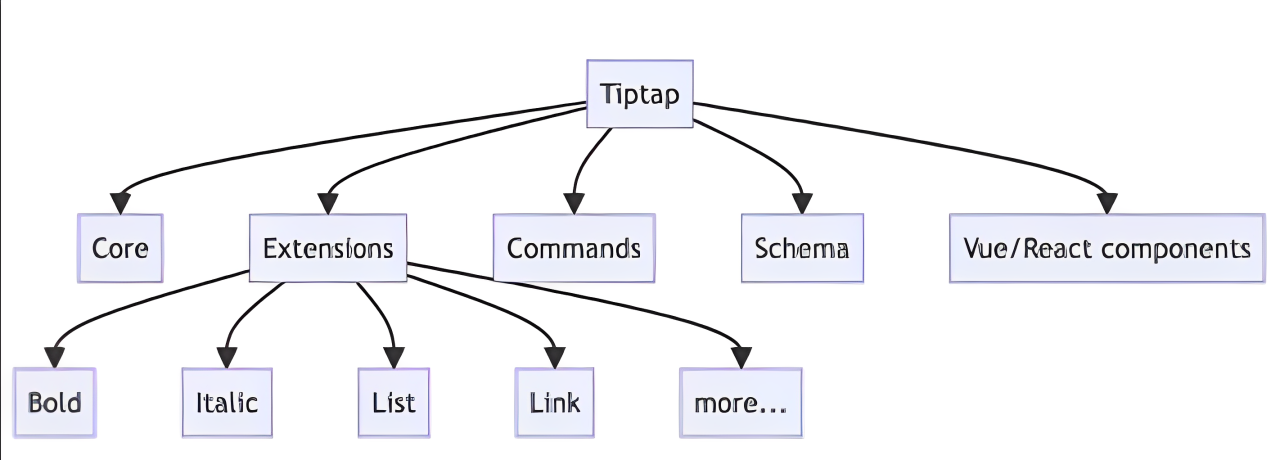 Tiptap
Core
Extensions
Commands
Schema
Vue/React components
Bold
Italic
List
Link
more...